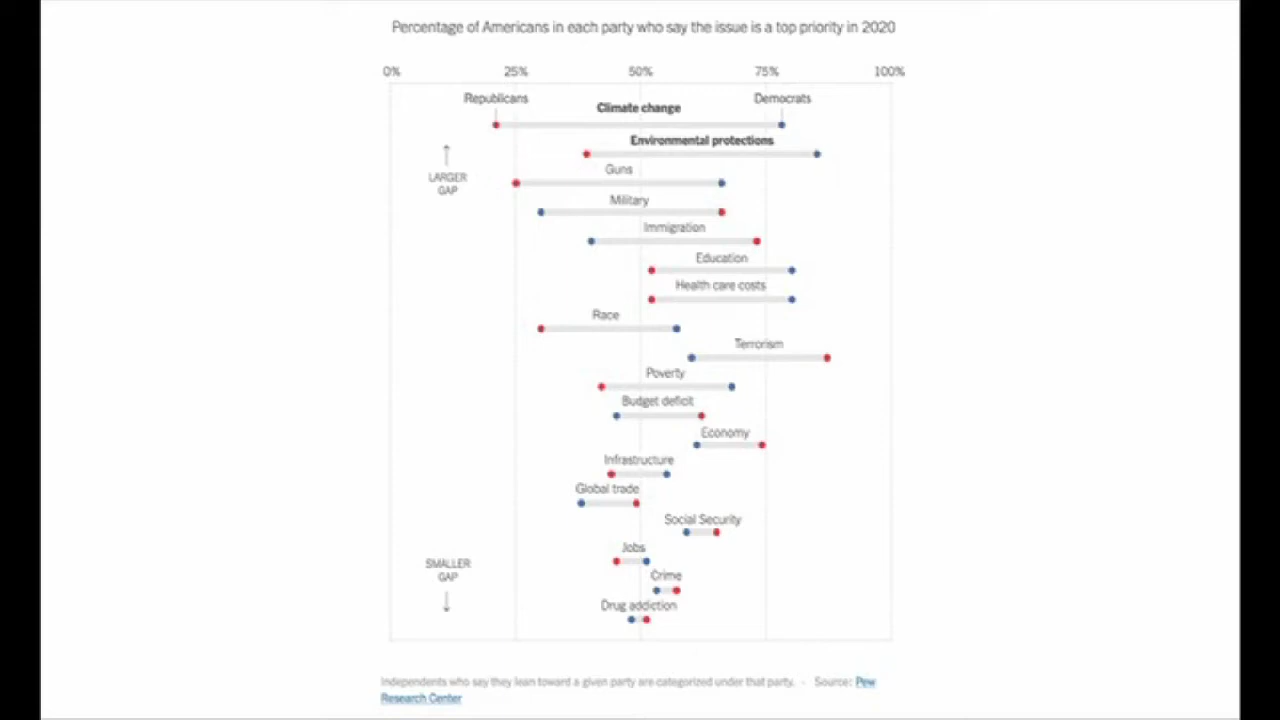 Percentage of Americans in each party who say the issue is a top priority in 2020
0% 25% 50% 75% 100%
Republicans Democrats
Climate change
Environmental protections
↑
Guns
LARGER
GAP
Military
Immigration
Education
Health care costs
Race
Terrorism
Poverty
Budget deficit
Economy
Infrastructure
Global trade
Social Security
Jobs
SMALLER
GAP
Crime
↓
Drug addiction
Independents who say they lean toward a given party are categorized under that party. · Source: Pew
Research Center